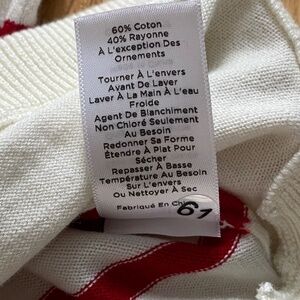 60% Coton
40% Rayonne
À L'exception Des
Ornements
Tourner À L'envers
Avant De Laver
Laver À La Main À L'eau
Froide
Agent De Blanchiment
Non Chloré Seulement
Au Besoin
Redonner Sa Forme
Étendre À Plat Pour
Sécher
Repasser À Basse
Température Au Besoin
Sur L'envers
Ou Nettoyer À Sec
Fabriqué En